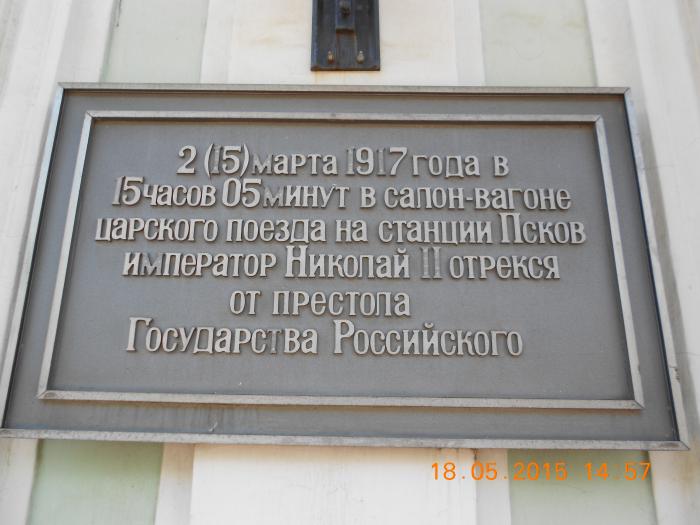 2 (15) марта 1917 года в
15 часов 05 минут в салон-вагоне
царского поезда на станции Псков
император Николай II отрекся
от престола
Государства Российского
18.05.2015 14:57